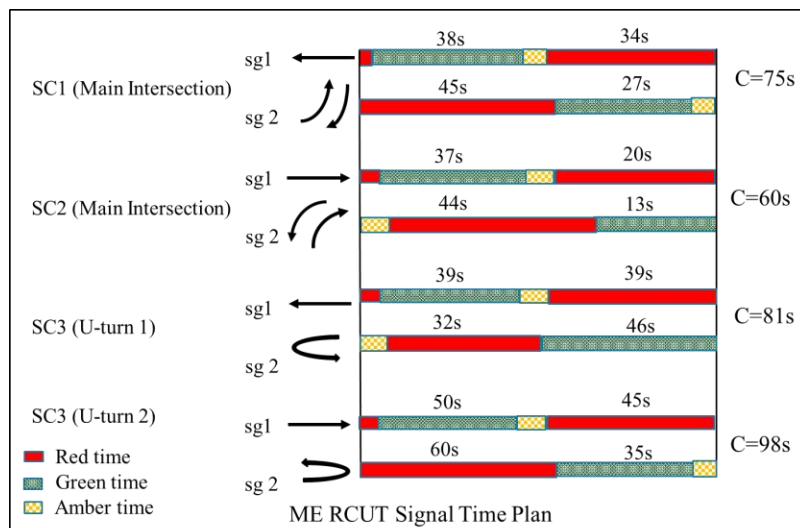 38s 34s
sg1
SC1 (Main Intersection) C=75s
45s 27s
sg 2
37s 20s
sg1
SC2 (Main Intersection) C=60s
44s 13s
sg 2
39s 39s
sg1
SC3 (U-turn 1) C=81s
32s 46s
sg 2
50s 45s
SC3 (U-turn 2)
sg1
C=98s
Red time
60s 35s
Green time
sg 2
Amber time
ME RCUT Signal Time Plan